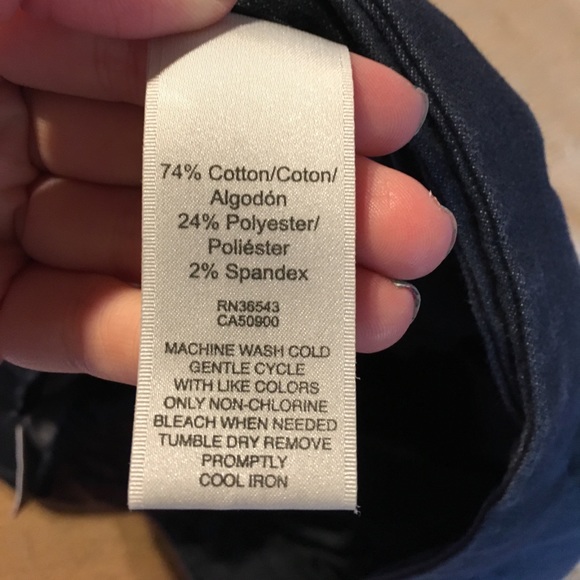 74% Cotton/Coton/
Algodón
24% Polyester/
Poliéster
2% Spandex
RN36543
CA50900
MACHINE WASH COLD
GENTLE CYCLE
WITH LIKE COLORS
ONLY NON-CHLORINE
BLEACH WHEN NEEDED
TUMBLE DRY REMOVE
PROMPTLY
COOL IRON